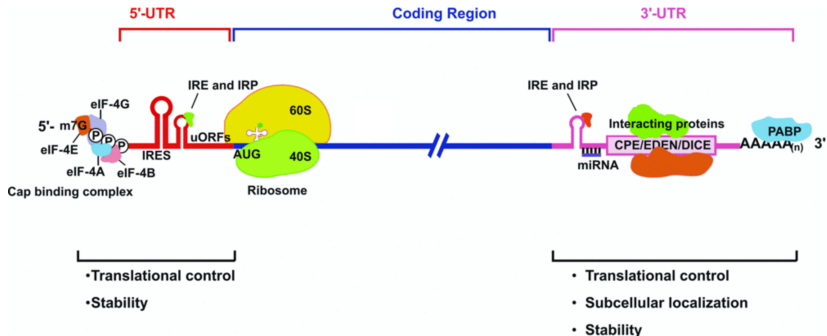 5'-UTR
Coding Region
3'-UTR
IRE and IRP
IRE and IRP
eIF-4G
60S
Interacting proteins
5'- m7G
P P P
uORFs
PABP
eIF-4E
IRES
AUG
40S
CPE/EDEN/DICE
AAAAA(n)
3'
eIF-4A
eIF-4B
miRNA
Cap binding complex
Ribosome
•Translational control
•Stability
• Translational control
• Subcellular localization
• Stability